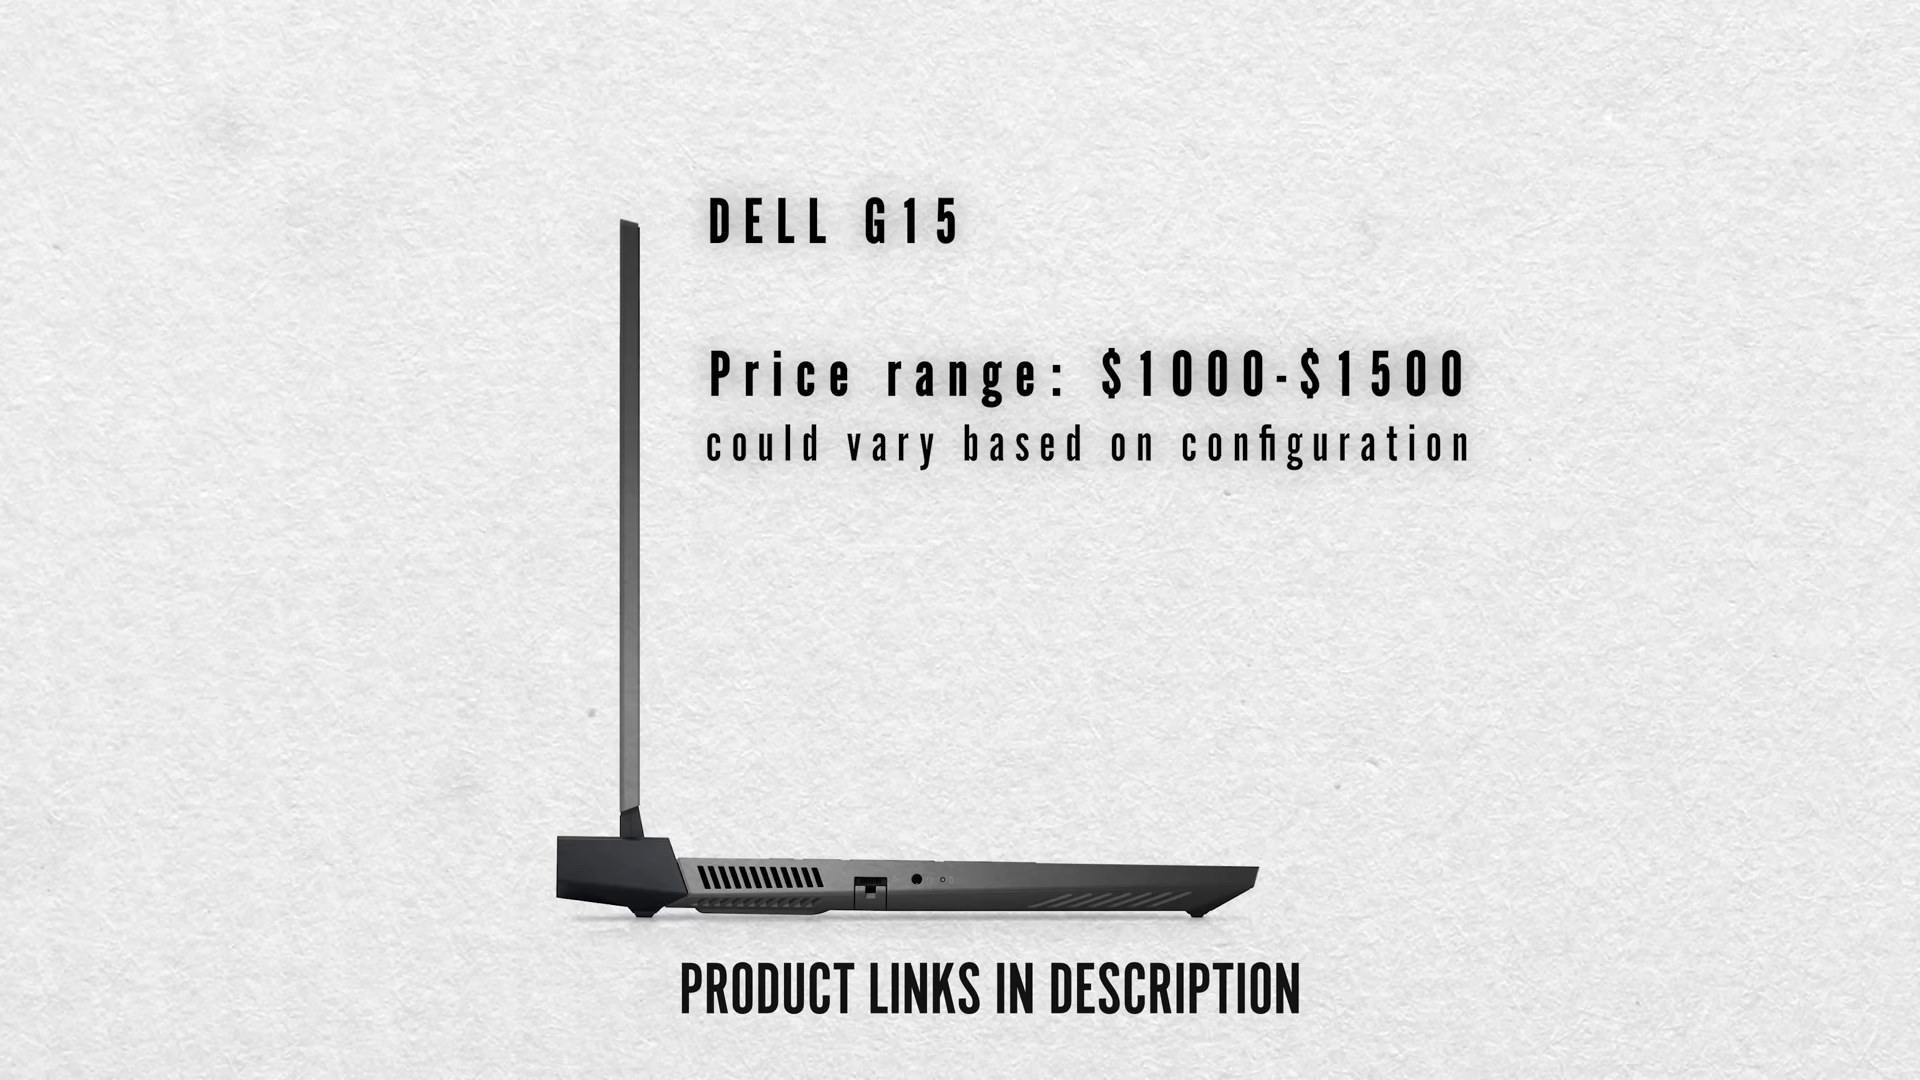 DELL G15
Price range: $1000-$1500
could vary based on configuration
PRODUCT LINKS IN DESCRIPTION